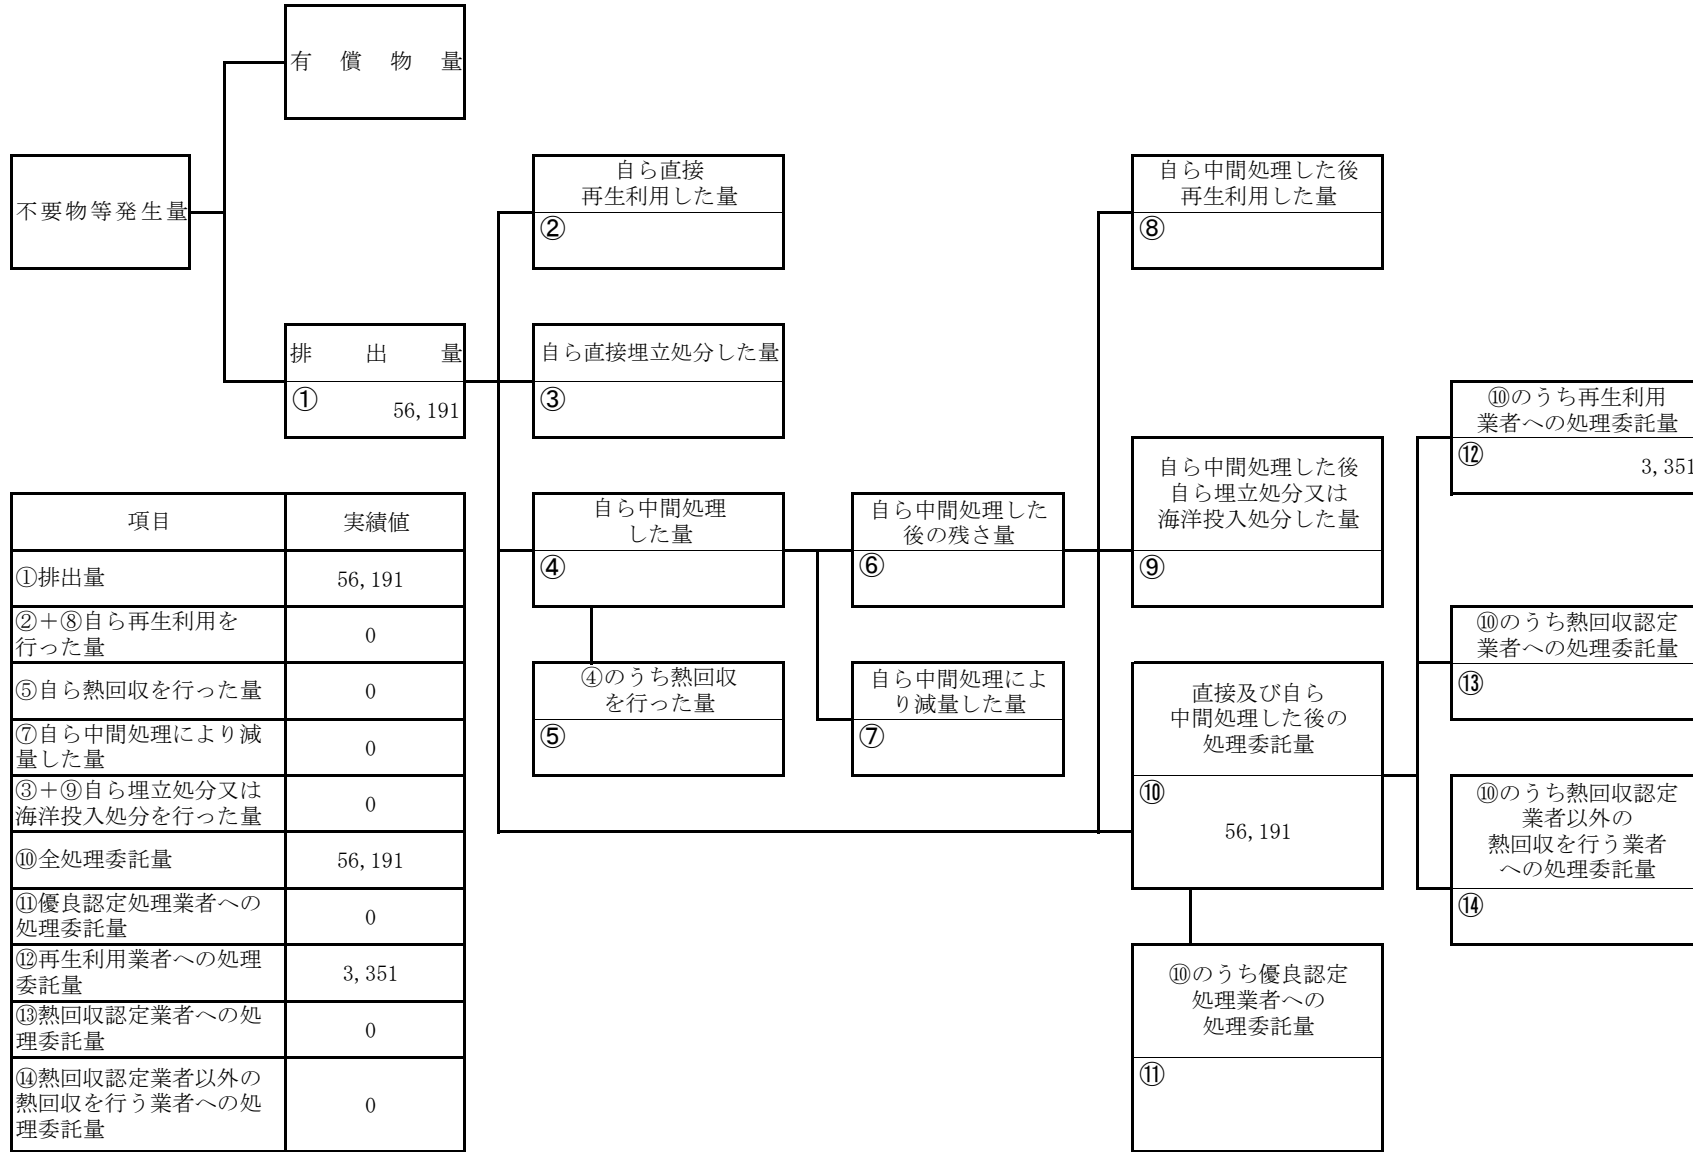 有償物量
不要物等発生量
排出量
①
56,191
自ら直接
再生利用した量
②
自ら直接埋立処分した量
③
自ら中間処理
した量
④
④のうち熱回収
を行った量
⑤
自ら中間処理した
後の残さ量
⑥
自ら中間処理によ
り減量した量
⑦
自ら中間処理した後
再生利用した量
⑧
自ら中間処理した後
自ら埋立処分又は
海洋投入処分した量
⑨
直接及び自ら
中間処理した後の
処理委託量
⑩
56,191
⑩のうち優良認定
処理業者への
処理委託量
⑪
⑩のうち再生利用
業者への処理委託量
⑫
3,351
⑩のうち熱回収認定
業者への処理委託量
⑬
⑩のうち熱回収認定
業者以外の
熱回収を行う業者
への処理委託量
⑭
項目 実績値
①排出量 56,191
②+⑧自ら再生利用を
行った量 0
⑤自ら熱回収を行った量 0
⑦自ら中間処理により減
量した量 0
③+⑨自ら埋立処分又は
海洋投入処分を行った量 0
⑩全処理委託量 56,191
⑪優良認定処理業者への
処理委託量 0
⑫再生利用業者への処理
委託量 3,351
⑬熱回収認定業者への処
理委託量 0
⑭熱回収認定業者以外の
熱回収を行う業者への処
理委託量 0